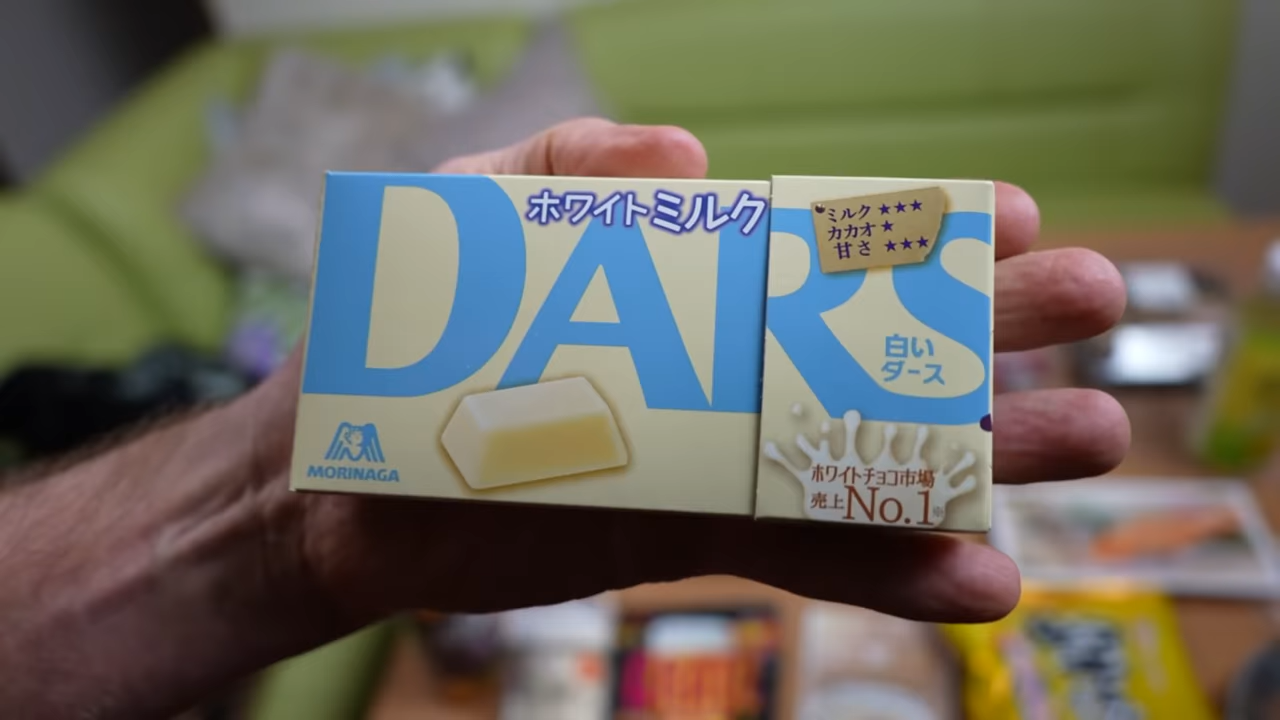 DARS
ホワイトミルク
ミルク ★★★
カカオ ★
甘さ ★★★
白い
ダース
MORINAGA
ホワイトチョコ市場
売上No.1※